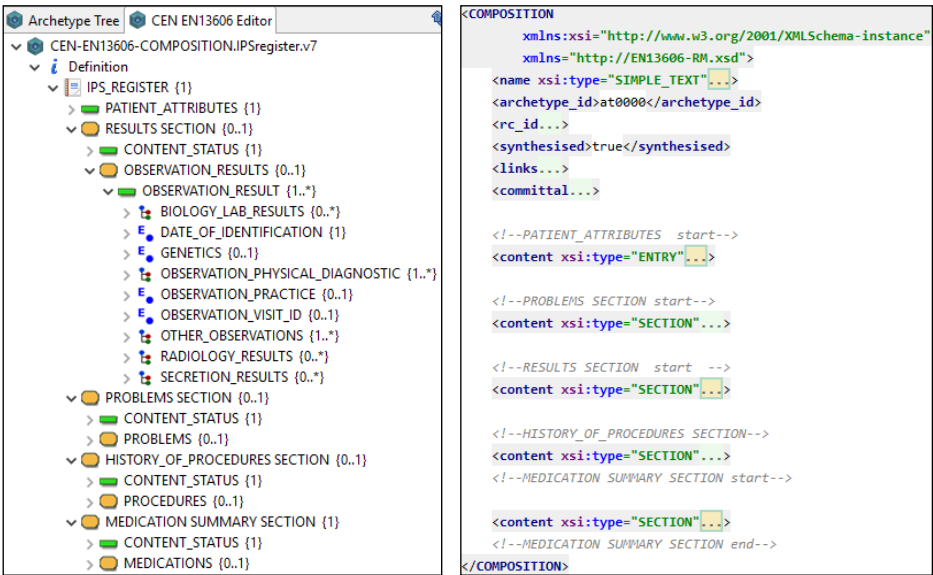 Archetype Tree CEN EN13606 Editor
CEN-EN13606-COMPOSITION.IPSregister.v7
Definition
IPS_REGISTER {1}
PATIENT_ATTRIBUTES {1}
RESULTS SECTION {0..1}
CONTENT_STATUS {1}
OBSERVATION_RESULTS {0..1}
OBSERVATION_RESULT {1..*}
BIOLOGY_LAB_RESULTS {0..*}
DATE_OF_IDENTIFICATION {1}
GENETICS {0..1}
OBSERVATION_PHYSICAL_DIAGNOSTIC {1..*}
OBSERVATION_PRACTICE {0..1}
OBSERVATION_VISIT_ID {0..1}
OTHER_OBSERVATIONS {1..*}
RADIOLOGY_RESULTS {0..*}
SECRETION_RESULTS {0..*}
PROBLEMS SECTION {0..1}
CONTENT_STATUS {1}
PROBLEMS {0..1}
HISTORY_OF_PROCEDURES SECTION {0..1}
CONTENT_STATUS {1}
PROCEDURES {0..1}
MEDICATION SUMMARY SECTION {1}
CONTENT_STATUS {1}
MEDICATIONS {0..1}
<COMPOSITION
xmlns:xsi="http://www.w3.org/2001/XMLSchema-instance"
xmlns="http://EN13606-RM.xsd">
<name xsi:type="SIMPLE_TEXT"...>
<archetype_id>at0000</archetype_id>
<rc_id...>
<synthesised>true</synthesised>
<links...>
<committal...>
<!--PATIENT_ATTRIBUTES start-->
<content xsi:type="ENTRY"...>
<!--PROBLEMS SECTION start-->
<content xsi:type="SECTION"...>
<!--RESULTS SECTION start -->
<content xsi:type="SECTION"...>
<!--HISTORY_OF_PROCEDURES SECTION-->
<content xsi:type="SECTION"...>
<!--MEDICATION SUMMARY SECTION start-->
<content xsi:type="SECTION"...>
<!--MEDICATION SUMMARY SECTION end-->
</COMPOSITION>